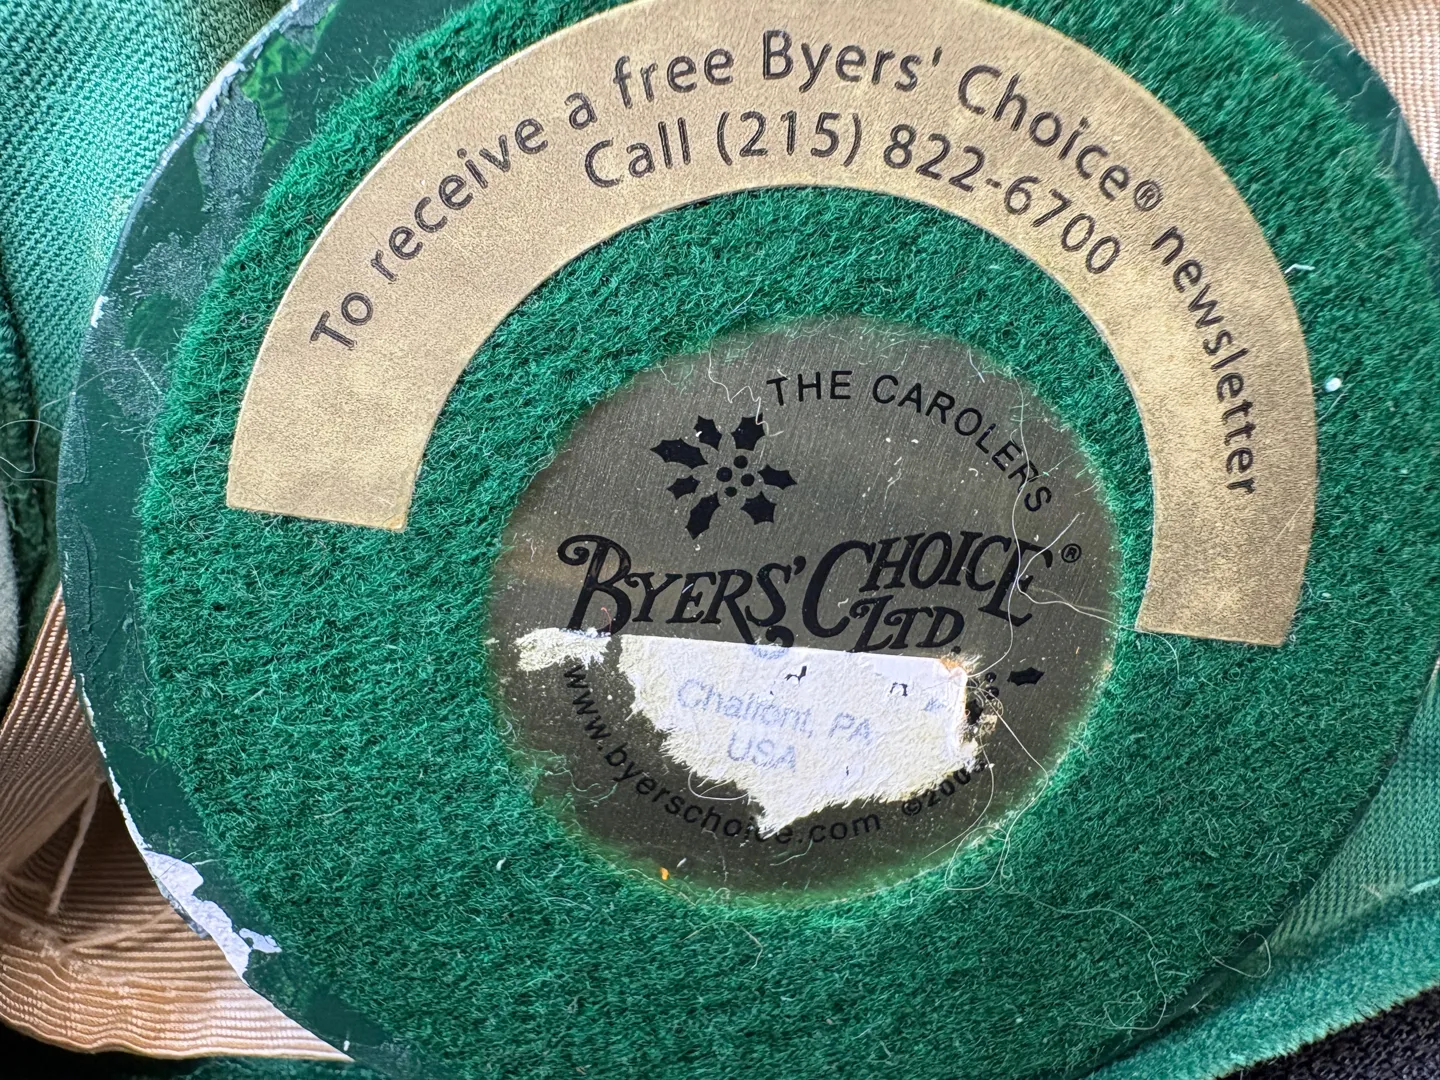 To receive a free Byers' Choice® newsletter
Call (215) 822-6700
THE CAROLERS
BYERS' CHOICE®
LTD.
Chalfont, PA
USA
www.byerschoice.com